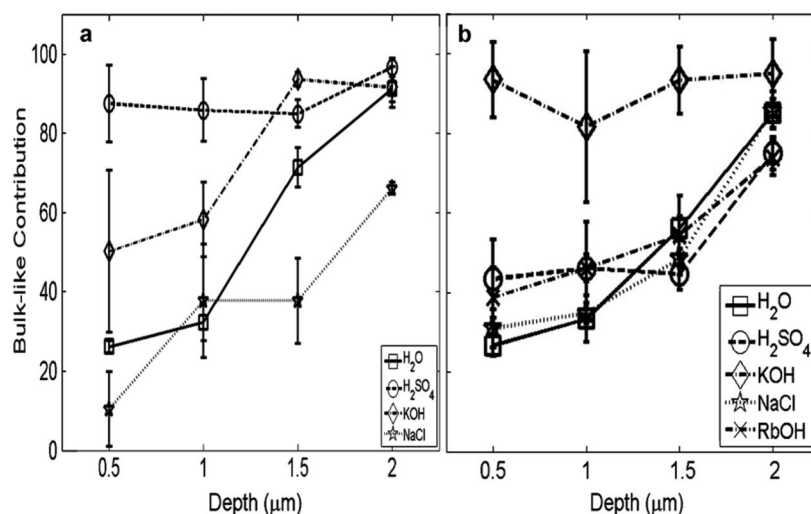 a
b
Bulk-like Contribution
100
80
60
40
20
0
0.5 1 1.5 2
Depth (μm)
H₂O
H₂SO₄
KOH
NaCl
0.5 1 1.5 2
Depth (μm)
H₂O
H₂SO₄
KOH
NaCl
RbOH